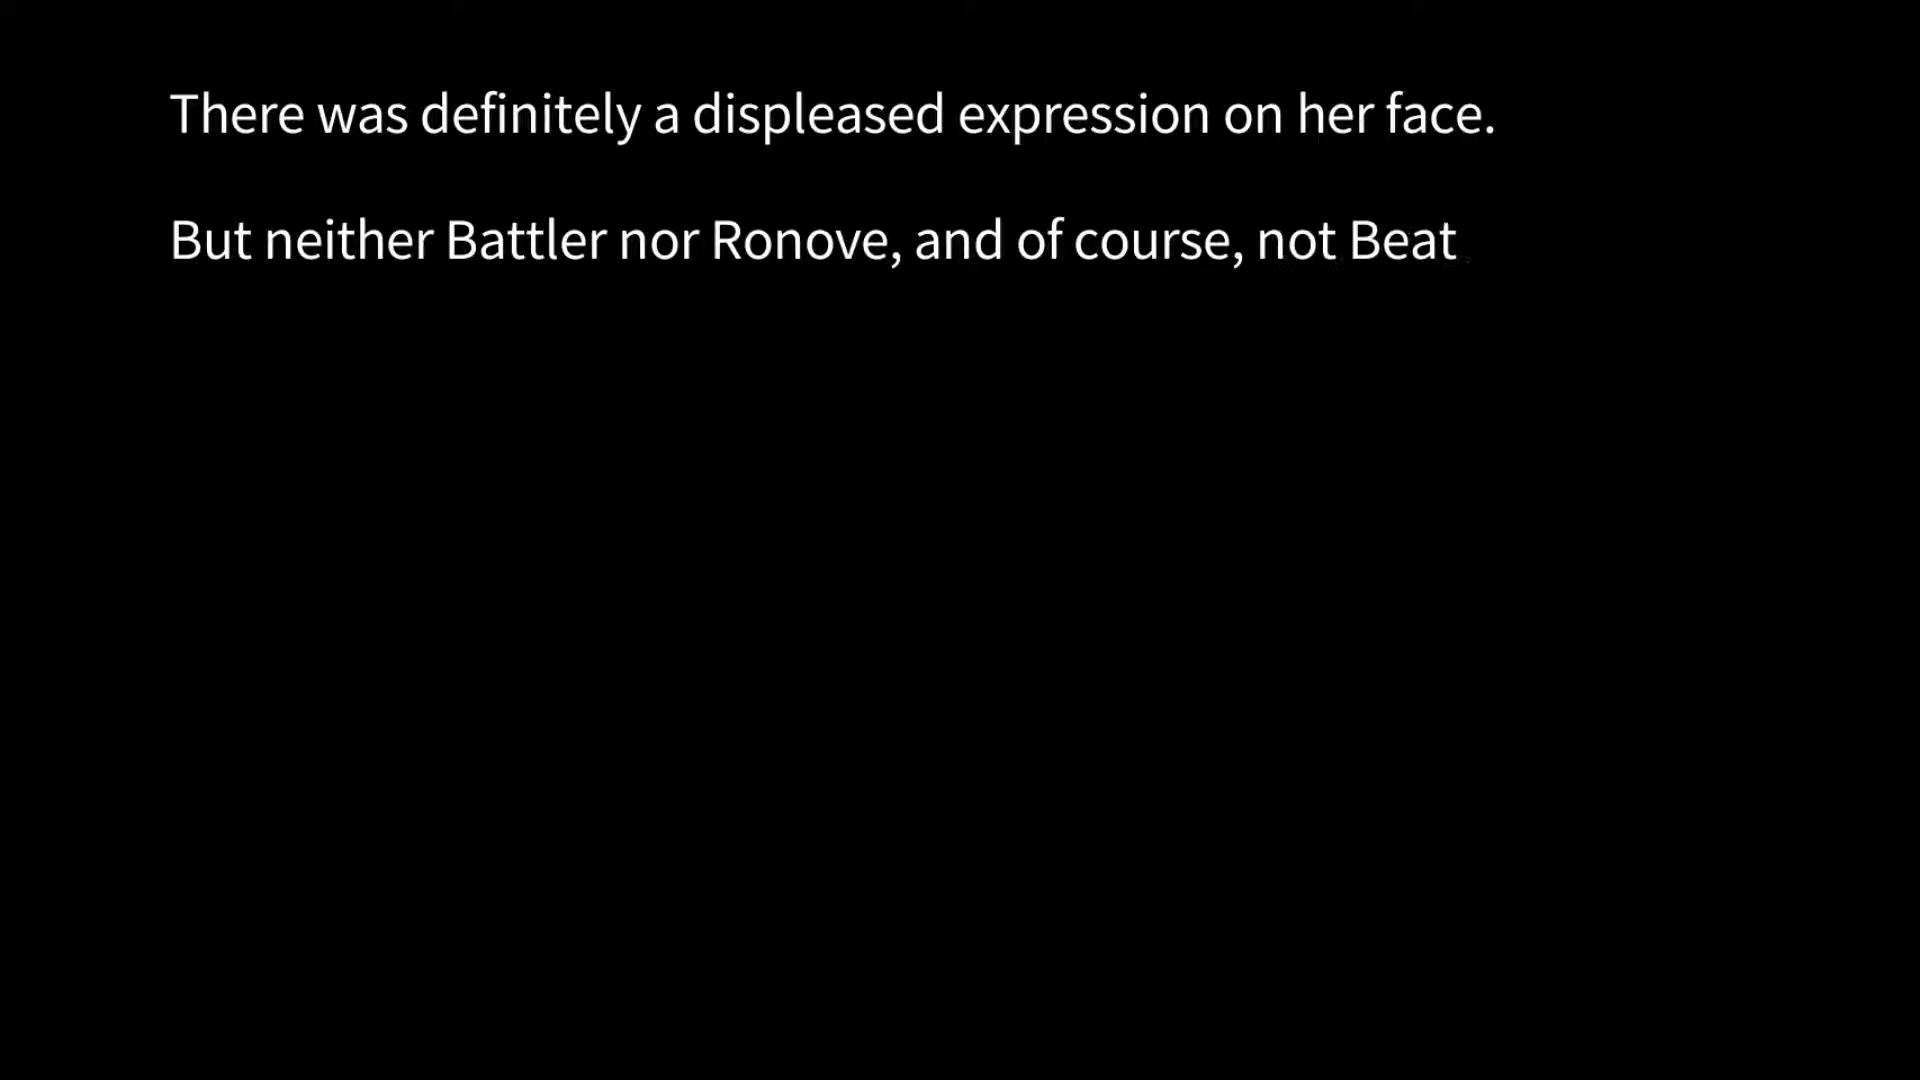 There was definitely a displeased expression on her face.
But neither Battler nor Ronove, and of course, not Beat